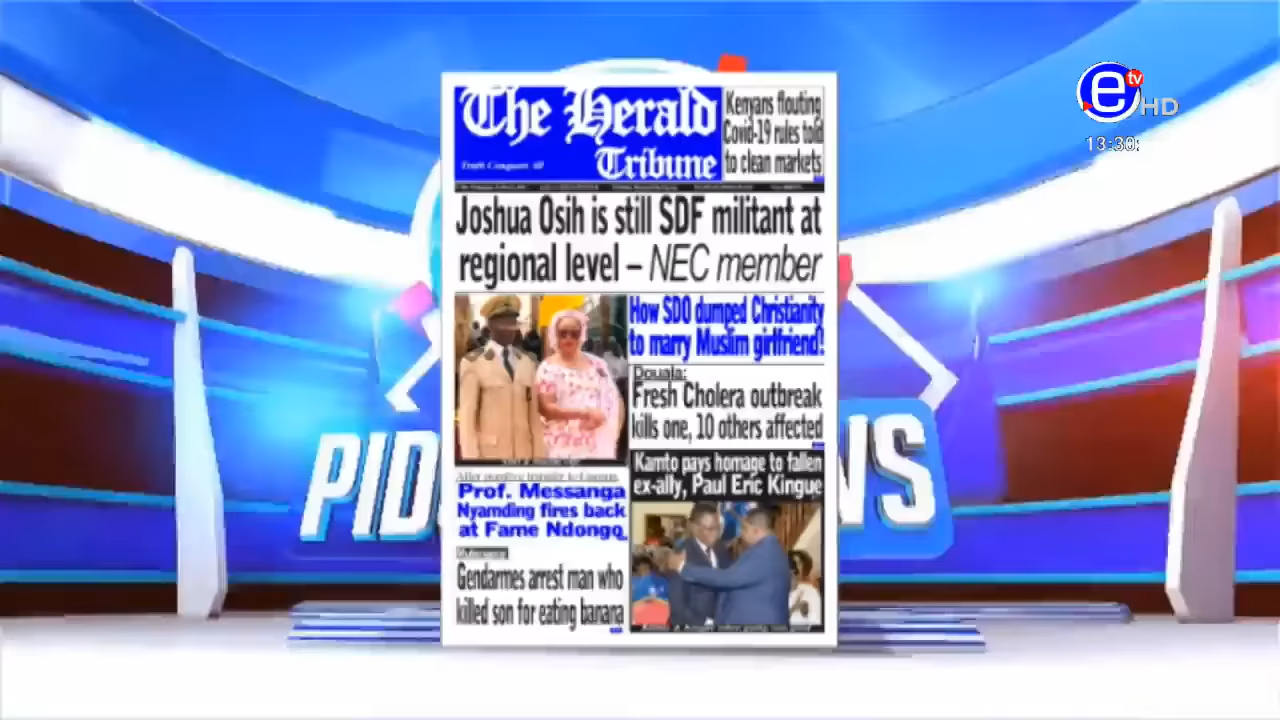 e tv HD
13:30:
The Herald
Tribune
Kenyans flouting
Covid-19 rules told
to clean markets
Joshua Osih is still SDF militant at
regional level – NEC member
How SDO dumped Christianity
to marry Muslim girlfriend!
Douala:
Fresh Cholera outbreak
kills one, 10 others affected
Kamto pays homage to fallen
ex-ally, Paul Eric Kingue
Prof. Messanga
Nyamding fires back
at Fame Ndongo
Gendarmes arrest man who
killed son for eating banana
PID
NS